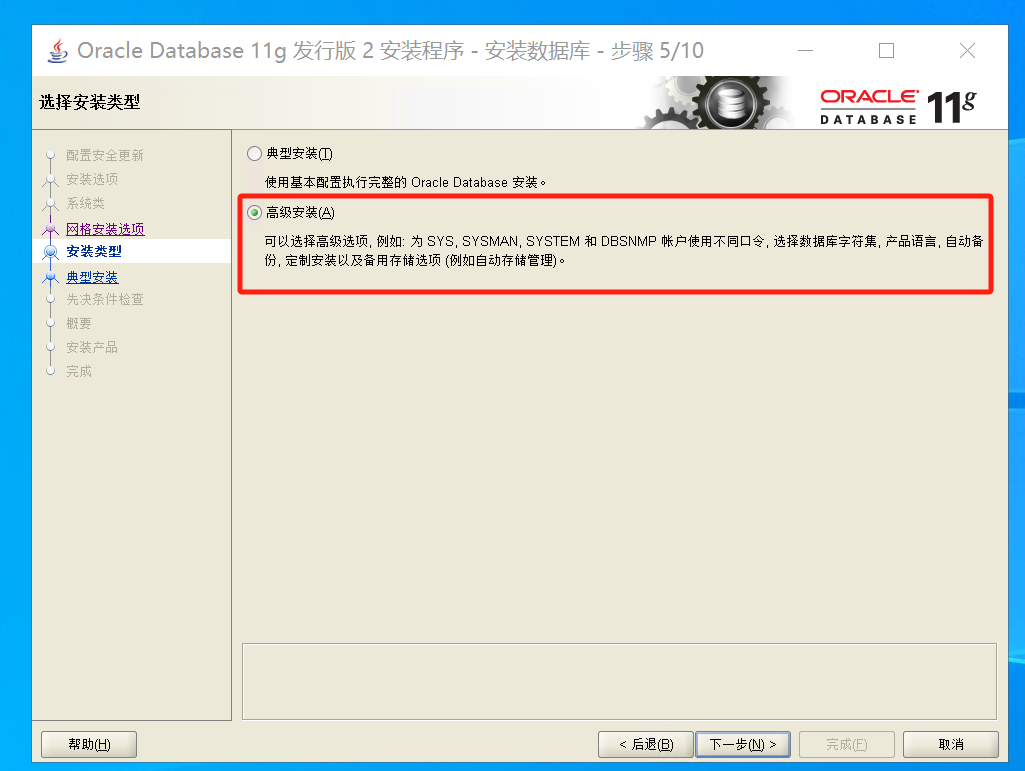 Oracle Database 11g 发行版 2 安装程序 - 安装数据库 - 步骤 5/10
选择安装类型
ORACLE
DATABASE 11g
配置安全更新
安装选项
系统类
网格安装选项
安装类型
典型安装
先决条件检查
概要
安装产品
完成
典型安装(T)
使用基本配置执行完整的 Oracle Database 安装。
高级安装(A)
可以选择高级选项, 例如: 为 SYS, SYSMAN, SYSTEM 和 DBSNMP 帐户使用不同口令, 选择数据库字符集, 产品语言, 自动备
份, 定制安装以及备用存储选项 (例如自动存储管理)。
帮助(H)
< 后退(B)
下一步(N) >
完成(F)
取消